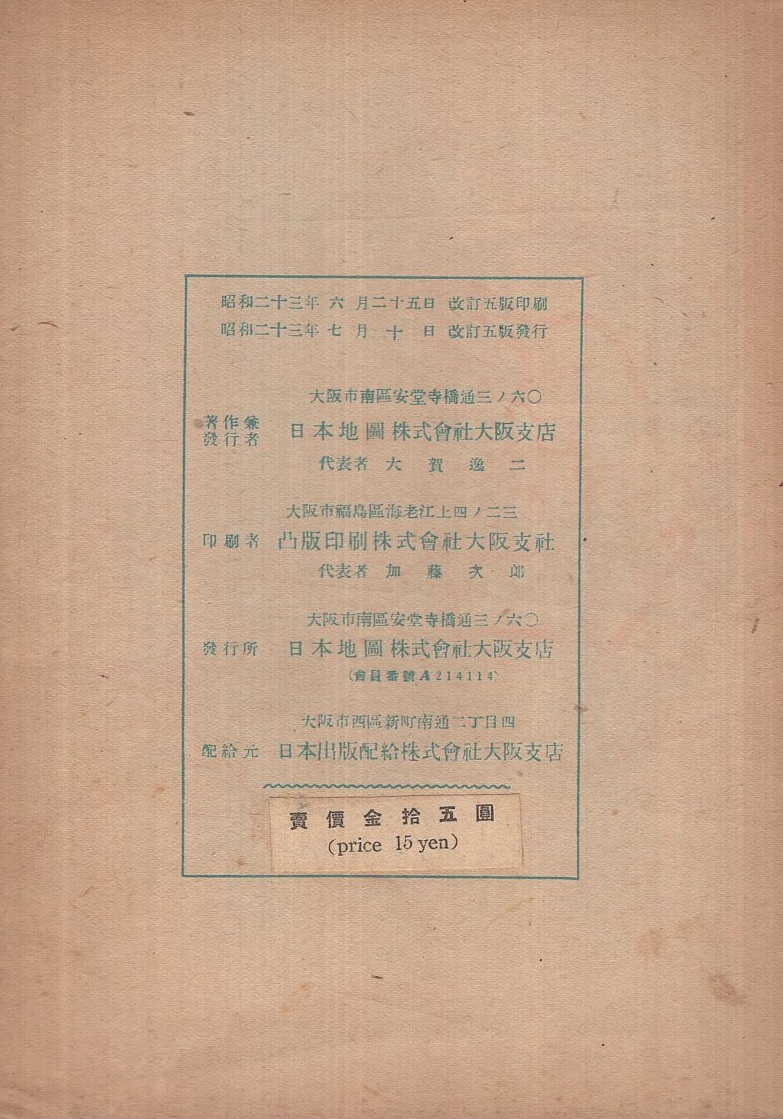 昭和二十三年 六 月二十五日 改訂五版印刷
昭和二十三年 七 月 十 日 改訂五版發行
大阪市南區安堂寺橋通三ノ六〇
著作兼
發行者
日本地圖株式會社大阪支店
代表者 大 賀 逸 二
大阪市福島區海老江上四ノ二三
印刷者 凸版印刷株式會社大阪支社
代表者 加 藤 次 郎
大阪市南區安堂寺橋通三ノ六〇
發行所 日本地圖株式會社大阪支店
(會員番號A214114)
大阪市西區新町南通二丁目四
配給元 日本出版配給株式會社大阪支店
賣價金拾五圓
(price 15 yen)